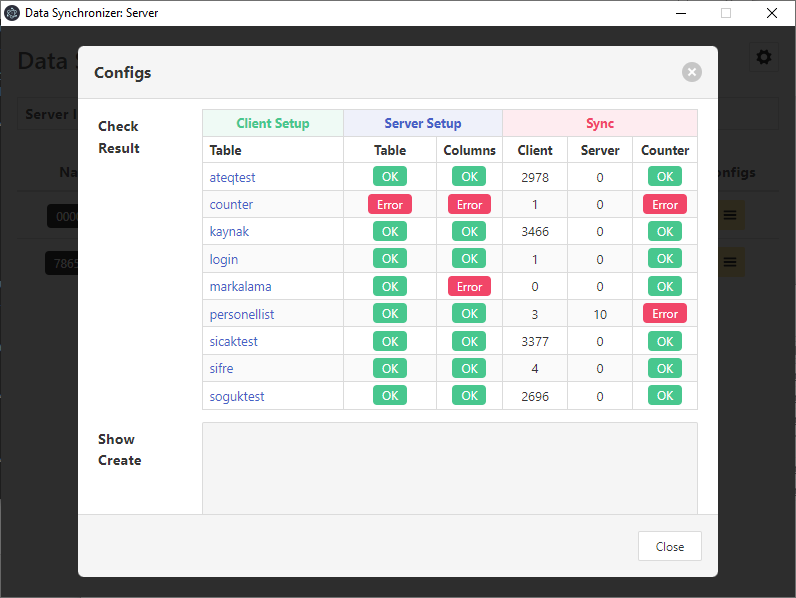 Data Synchronizer: Server
Data
Configs
Server
Check Result
Client Setup Server Setup Sync
Table Table Columns Client Server Counter
ateqtest OK OK 2978 0 OK
counter Error Error 1 0 Error
kaynak OK OK 3466 0 OK
login OK OK 1 0 OK
markalama OK Error 0 0 OK
personellist OK OK 3 10 Error
sicaktest OK OK 3377 0 OK
sifre OK OK 4 0 OK
soguktest OK OK 2696 0 OK
Show Create
Close